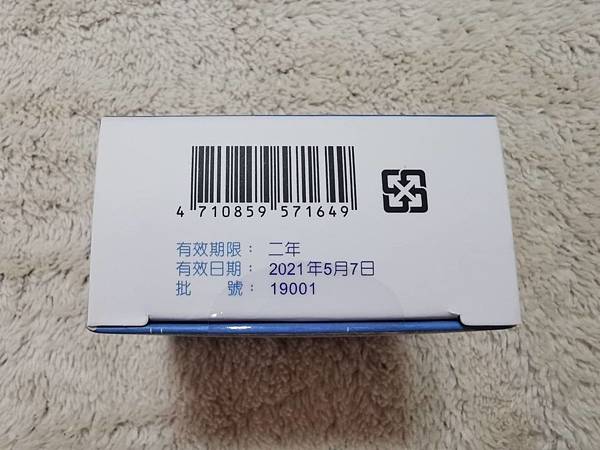 4 710859 571649
有效期限： 二年
有效日期： 2021年5月7日
批　　號： 19001